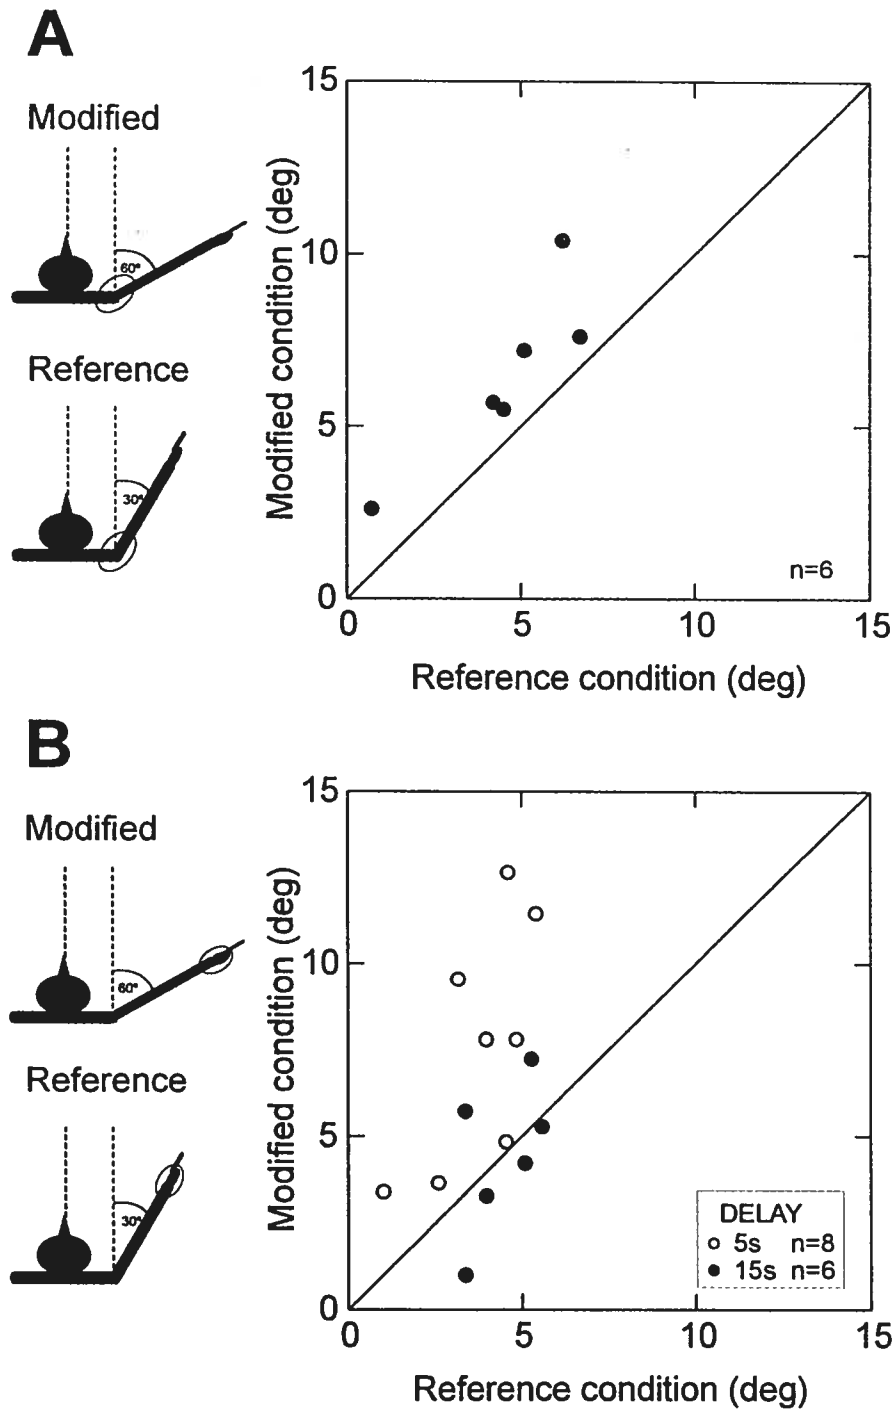 A
Modified
60°
Reference
30°
Modified condition (deg)
15
10
5
0
n=6
0 5 10 15
Reference condition (deg)
B
Modified
60°
Reference
30°
Modified condition (deg)
15
10
5
0
DELAY
5s n=8
15s n=6
0 5 10 15
Reference condition (deg)